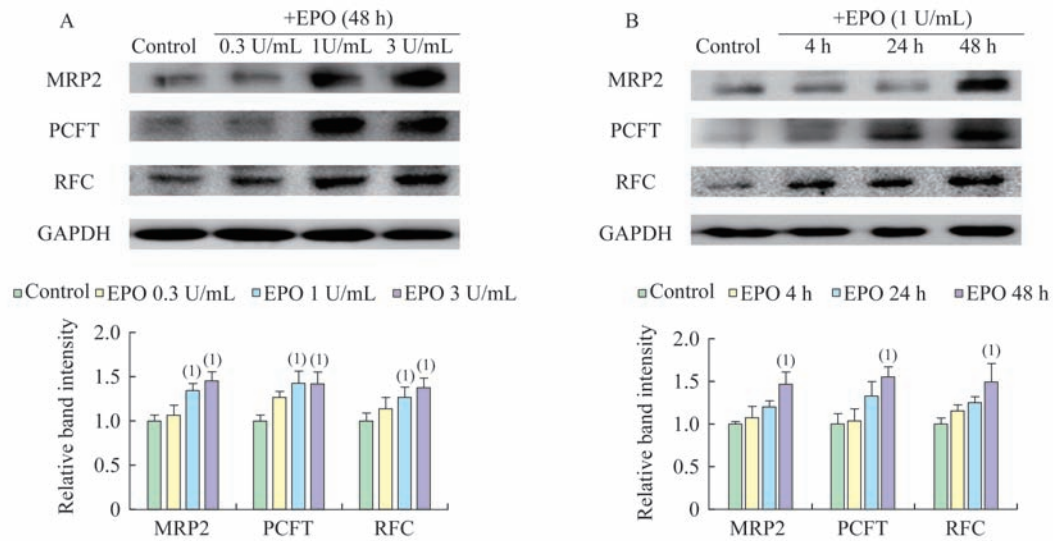 A
+EPO (48 h)
Control 0.3 U/mL 1U/mL 3 U/mL
MRP2
PCFT
RFC
GAPDH
Control EPO 0.3 U/mL EPO 1 U/mL EPO 3 U/mL
Relative band intensity
2.0
1.5
1.0
0.5
0
(1) (1) (1) (1) (1) (1)
MRP2 PCFT RFC
B
+EPO (1 U/mL)
Control 4 h 24 h 48 h
MRP2
PCFT
RFC
GAPDH
Control EPO 4 h EPO 24 h EPO 48 h
Relative band intensity
2.0
1.5
1.0
0.5
0
(1) (1) (1)
MRP2 PCFT RFC